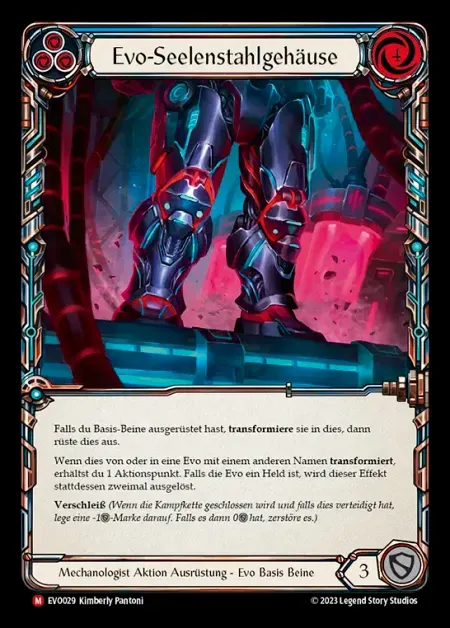 Evo-Seelenstahlgehäuse
4
Falls du Basis-Beine ausgerüstet hast, transformiere sie in dies, dann
rüste dies aus.
Wenn dies von oder in eine Evo mit einem anderen Namen transformiert,
erhältst du 1 Aktionspunkt. Falls die Evo ein Held ist, wird dieser Effekt
stattdessen zweimal ausgelöst.
Verschleiß (Wenn die Kampfkette geschlossen wird und falls dies verteidigt hat,
lege eine -1-Marke darauf. Falls es dann 0 hat, zerstöre es.)
Mechanologist Aktion Ausrüstung - Evo Basis Beine
3
M EVO029 Kimberly Pantoni
© 2023 Legend Story Studios